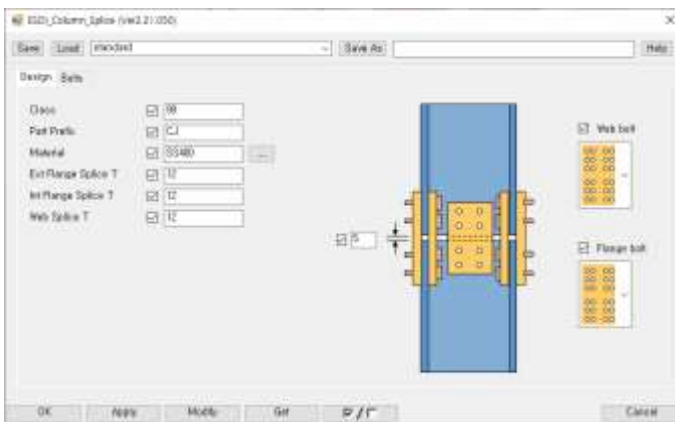 EGD_Column_Splice (Ver2.21.050)
Save Load standard Save As Help
Design Bolts
Class 99
Part Prefix CJ
Material SS400 ...
Ext Flange Splice T 12
Int Flange Splice T 12
Web Splice T 12
5
Web bolt
Flange bolt
OK Apply Modify Get Cancel